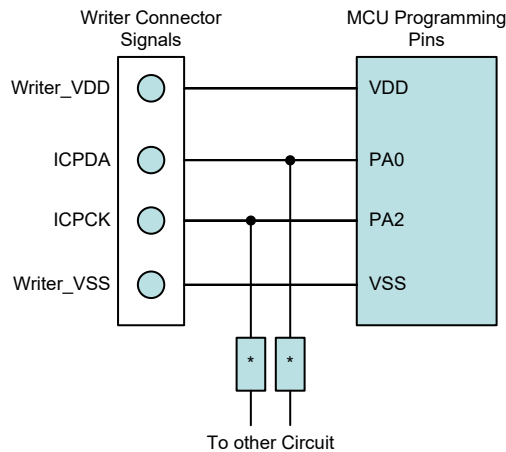 Writer Connector
Signals
MCU Programming
Pins
Writer_VDD
VDD
ICPDA
PA0
ICPCK
PA2
Writer_VSS
VSS
* *
To other Circuit